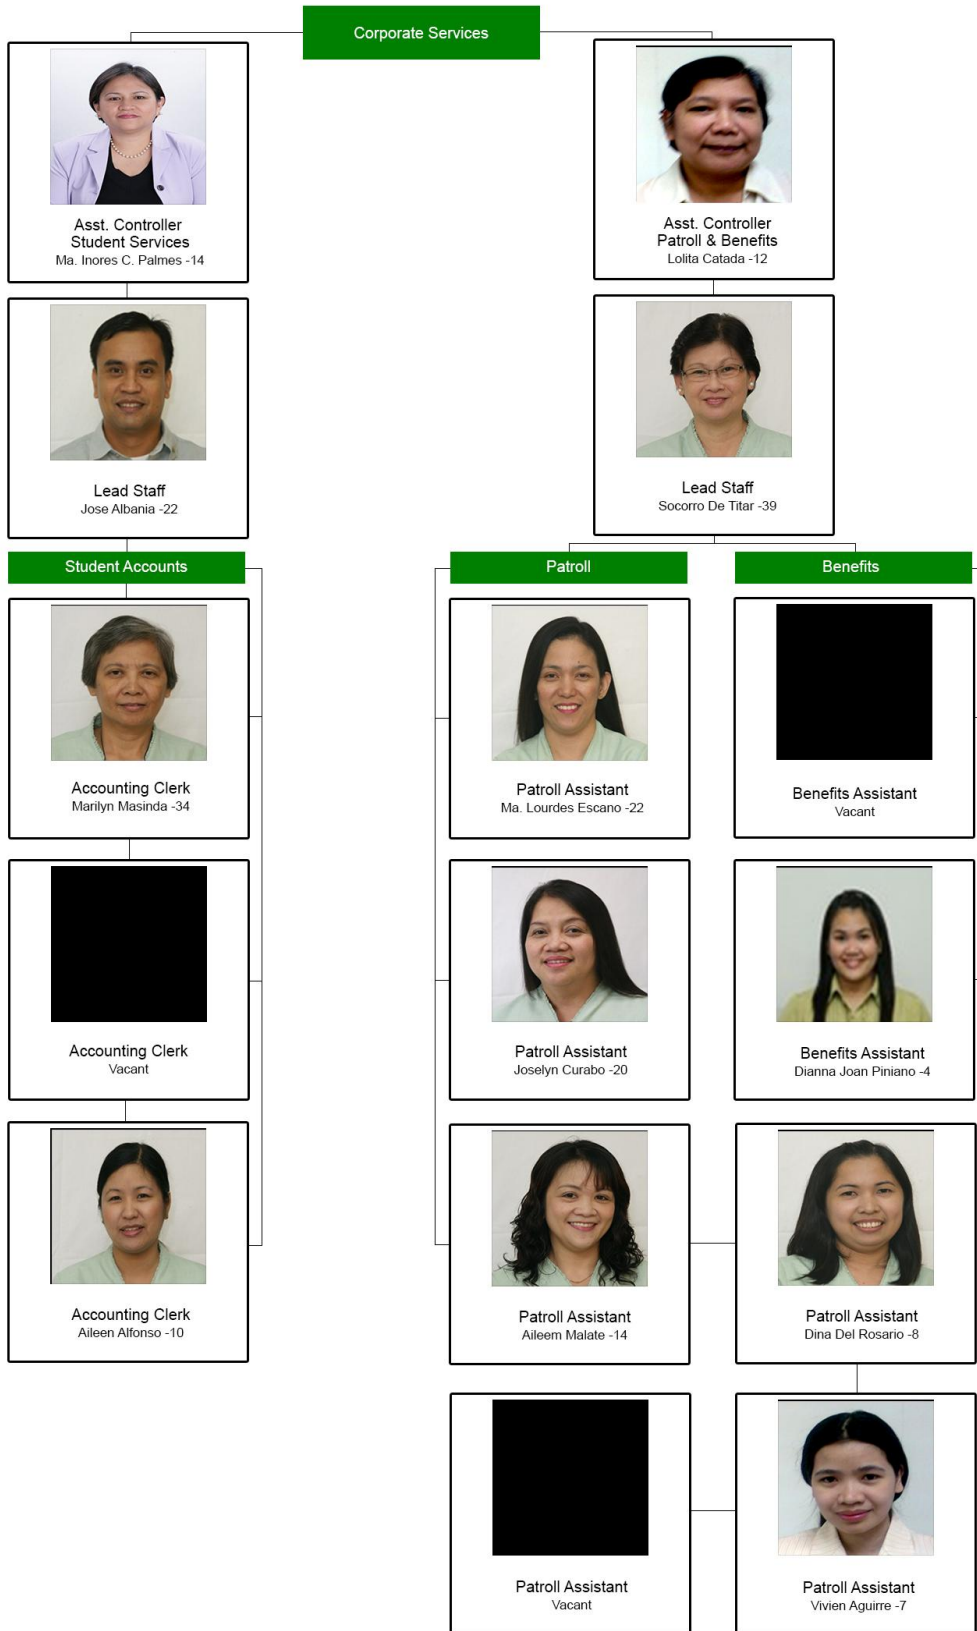 Corporate Services
Asst. Controller
Student Services
Ma. Inores C. Palmes -14
Asst. Controller
Patroll & Benefits
Lolita Catada -12
Lead Staff
Jose Albania -22
Lead Staff
Socorro De Titar -39
Student Accounts
Patroll
Benefits
Accounting Clerk
Marilyn Masinda -34
Patroll Assistant
Ma. Lourdes Escano -22
Benefits Assistant
Vacant
Accounting Clerk
Vacant
Patroll Assistant
Joselyn Curabo -20
Benefits Assistant
Dianna Joan Piniano -4
Accounting Clerk
Aileen Alfonso -10
Patroll Assistant
Aileem Malate -14
Patroll Assistant
Dina Del Rosario -8
Patroll Assistant
Vacant
Patroll Assistant
Vivien Aguirre -7